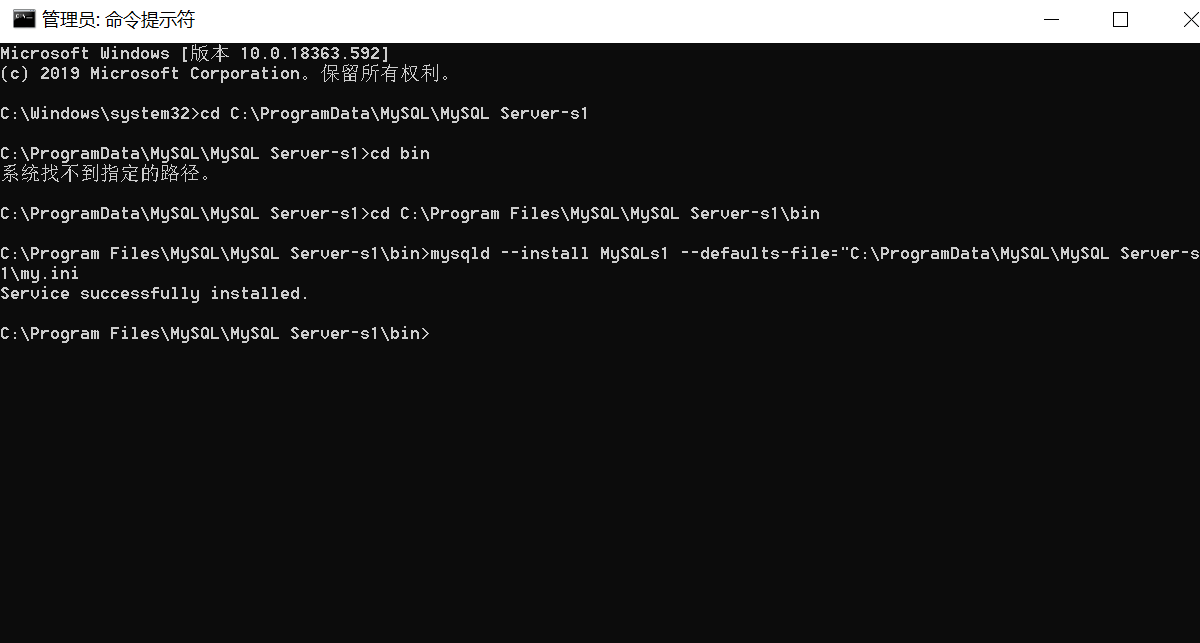 管理员: 命令提示符
Microsoft Windows [版本 10.0.18363.592]
(c) 2019 Microsoft Corporation。保留所有权利。
C:\Windows\system32>cd C:\ProgramData\MySQL\MySQL Server-s1
C:\ProgramData\MySQL\MySQL Server-s1>cd bin
系统找不到指定的路径。
C:\ProgramData\MySQL\MySQL Server-s1>cd C:\Program Files\MySQL\MySQL Server-s1\bin
C:\Program Files\MySQL\MySQL Server-s1\bin>mysqld --install MySQLs1 --defaults-file="C:\ProgramData\MySQL\MySQL Server-s
1\my.ini
Service successfully installed.
C:\Program Files\MySQL\MySQL Server-s1\bin>